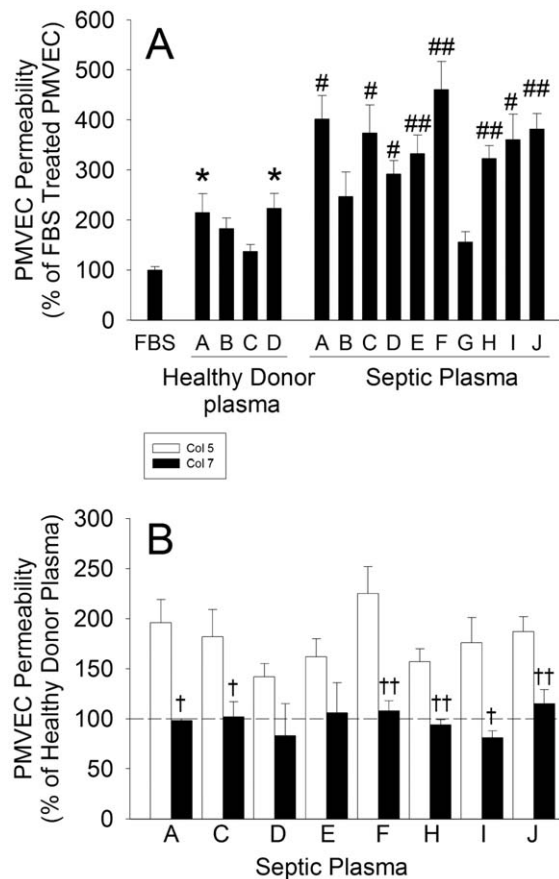 A
PMVEC Permeability
(% of FBS Treated PMVEC)
600
500
400
300
200
100
0
* * # # # ## ## ## # ##
FBS A B C D A B C D E F G H I J
Healthy Donor
plasma
Septic Plasma
Col 5
Col 7
B
PMVEC Permeability
(% of Healthy Donor Plasma)
300
250
200
150
100
50
0
† † †† †† † ††
A C D E F H I J
Septic Plasma